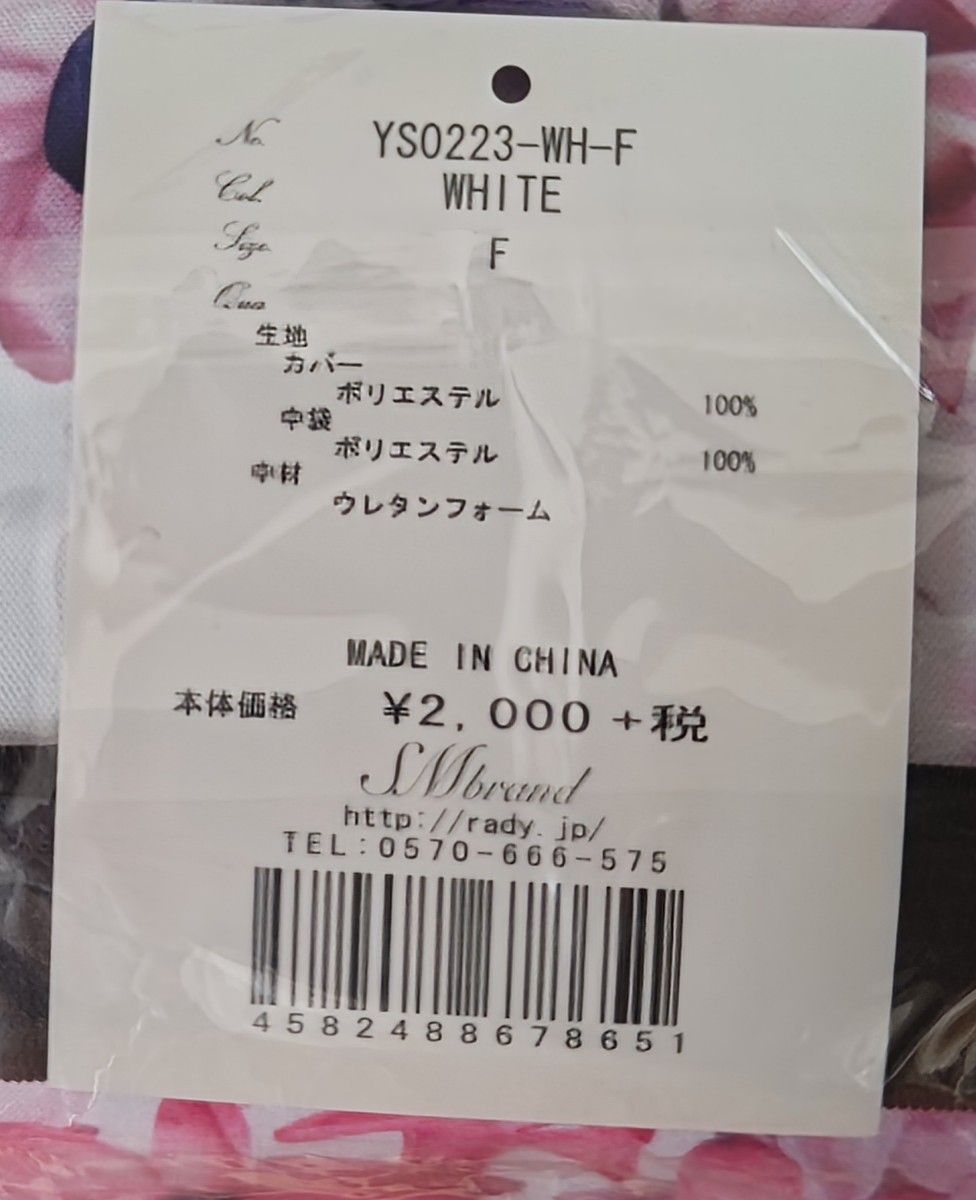 No. YS0223-WH-F
Col. WHITE
Size. F
Qua.
生地
カバー
ポリエステル 100%
中袋
ポリエステル 100%
中材
ウレタンフォーム
MADE IN CHINA
本体価格 ¥2,000+税
SMbrand
http://rady.jp/
TEL:0570-666-575
4582488678651